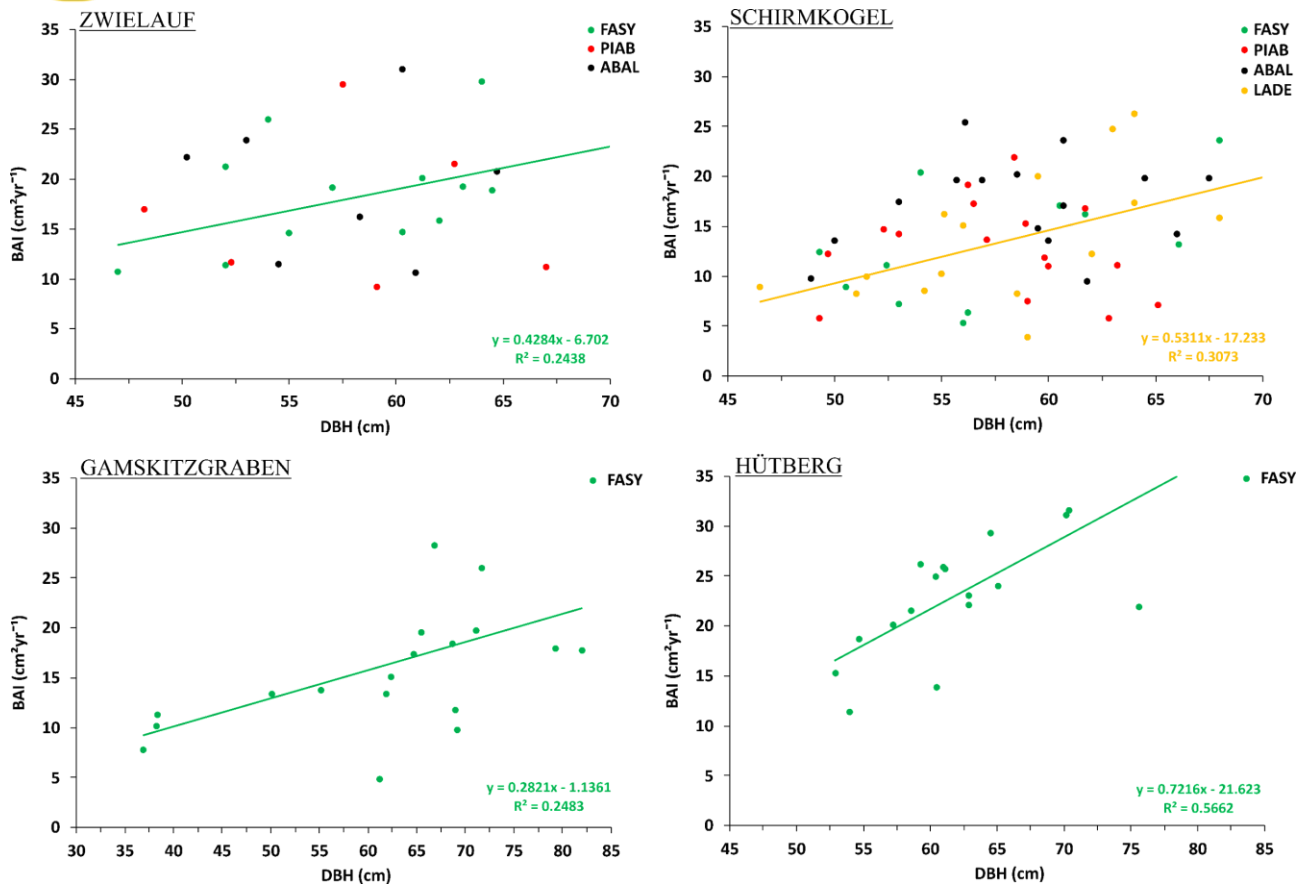 ZWIELAUF
FASY
PIAB
ABAL
35
30
25
20
15
10
5
0
BAI (cm²yr⁻¹)
y = 0.4284x - 6.702
R² = 0.2438
45 50 55 60 65 70
DBH (cm)
SCHIRMKOGEL
FASY
PIAB
ABAL
LADE
35
30
25
20
15
10
5
0
BAI (cm²yr⁻¹)
y = 0.5311x - 17.233
R² = 0.3073
45 50 55 60 65 70
DBH (cm)
GAMSKITZGRABEN
FASY
35
30
25
20
15
10
5
0
BAI (cm²yr⁻¹)
y = 0.2821x - 1.1361
R² = 0.2483
30 35 40 45 50 55 60 65 70 75 80 85
DBH (cm)
HÜTBERG
FASY
35
30
25
20
15
10
5
0
BAI (cm²yr⁻¹)
y = 0.7216x - 21.623
R² = 0.5662
45 50 55 60 65 70 75 80 85
DBH (cm)